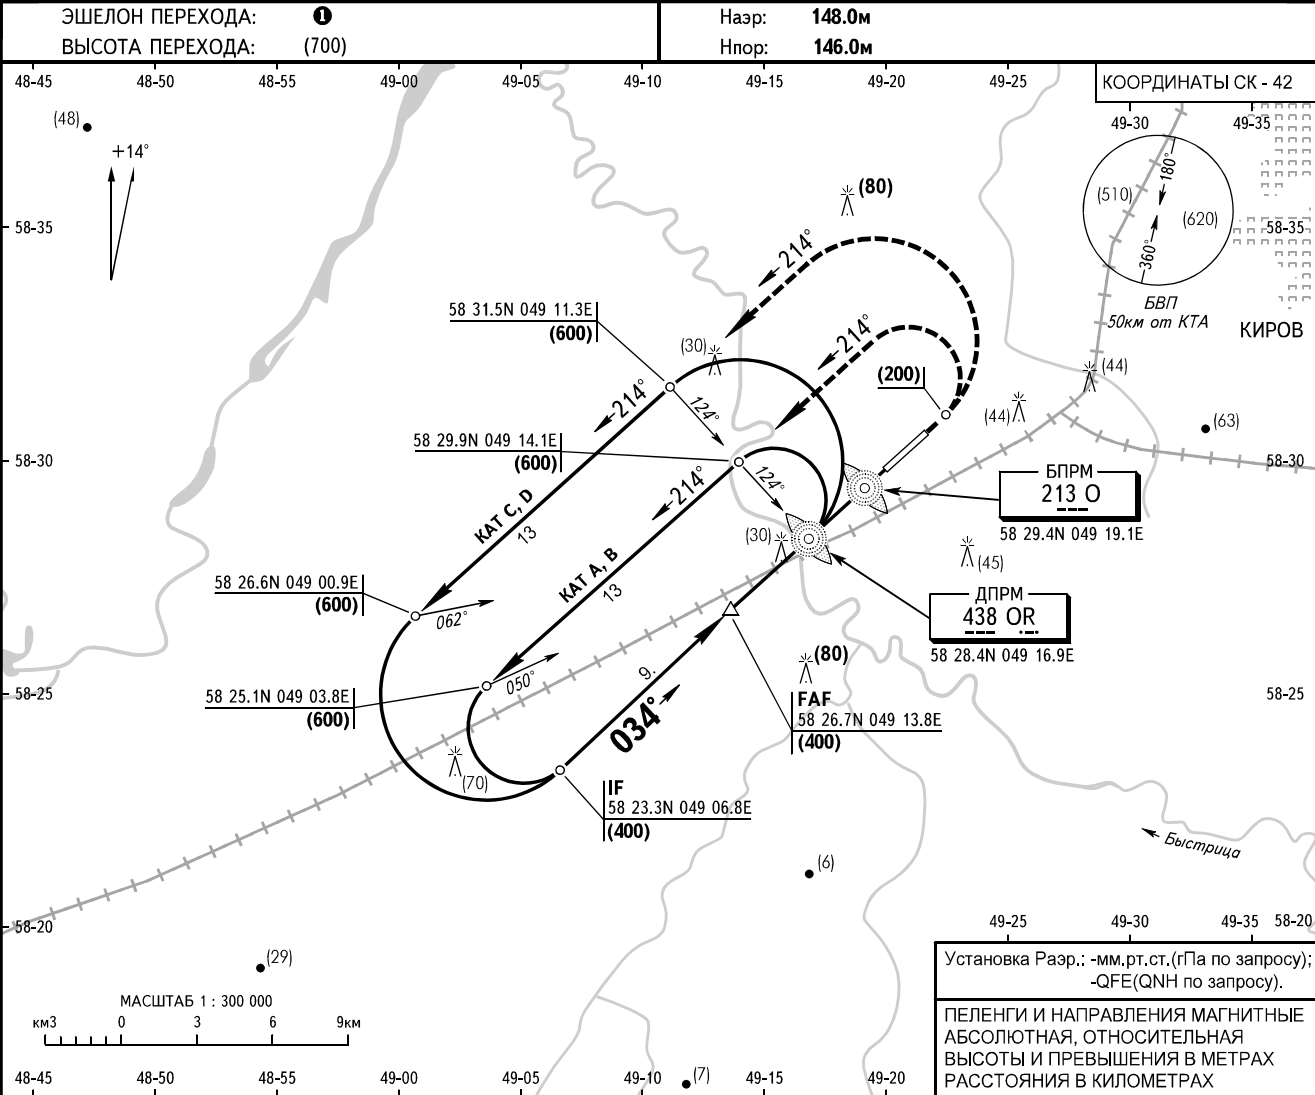 ЭШЕЛОН ПЕРЕХОДА: 1
ВЫСОТА ПЕРЕХОДА: (700)
Наэр: 148.0м
Нпор: 146.0м
48-45 48-50 48-55 49-00 49-05 49-10 49-15 49-20 49-25
КООРДИНАТЫ СК - 42
49-30 49-35
(48)
+14°
(80)
180°
(510)
(620)
360°
БВП
50км от КТА
КИРОВ
58-35
58-35
214°
58 31.5N 049 11.3E
(600)
(30)
214°
(200)
(44)
(44)
(63)
214°
124°
58 29.9N 049 14.1E
(600)
58-30
58-30
214°
124°
БПРМ
213 O
58 29.4N 049 19.1E
КАТ C, D
13
(30)
(45)
КАТ A, B
13
58 26.6N 049 00.9E
(600)
062°
ДПРМ
438 OR
58 28.4N 049 16.9E
(80)
050°
9.
58 25.1N 049 03.8E
(600)
58-25
58-25
034°
FAF
58 26.7N 049 13.8E
(400)
(70)
IF
58 23.3N 049 06.8E
(400)
Быстрица
(6)
58-20
49-25 49-30 49-35 58-20
(29)
Установка Раэр.: -мм.рт.ст.(гПа по запросу);
-QFE(QNH по запросу).
МАСШТАБ 1 : 300 000
км3 0 3 6 9км
ПЕЛЕНГИ И НАПРАВЛЕНИЯ МАГНИТНЫЕ
АБСОЛЮТНАЯ, ОТНОСИТЕЛЬНАЯ
ВЫСОТЫ И ПРЕВЫШЕНИЯ В МЕТРАХ
РАССТОЯНИЯ В КИЛОМЕТРАХ
(7)
48-45 48-50 48-55 49-00 49-05 49-10 49-15 49-20